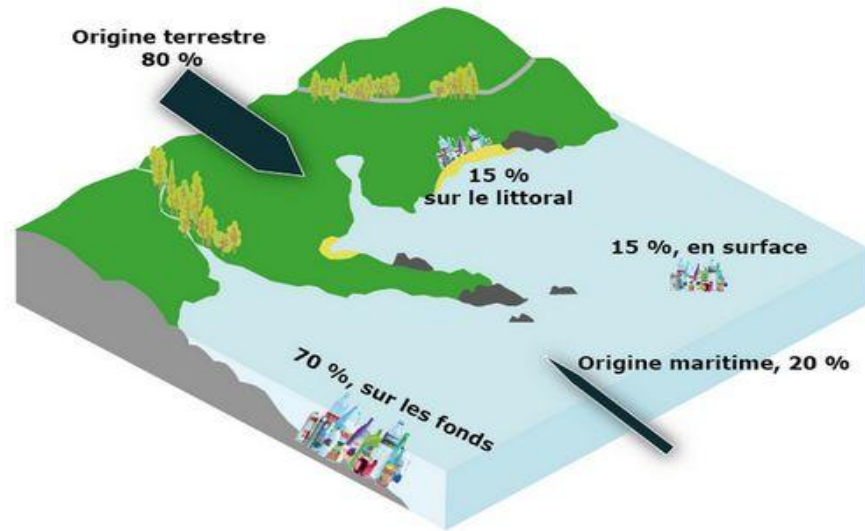 Origine terrestre
80 %
15 %
sur le littoral
15 %, en surface
Origine maritime, 20 %
70 %, sur les fonds